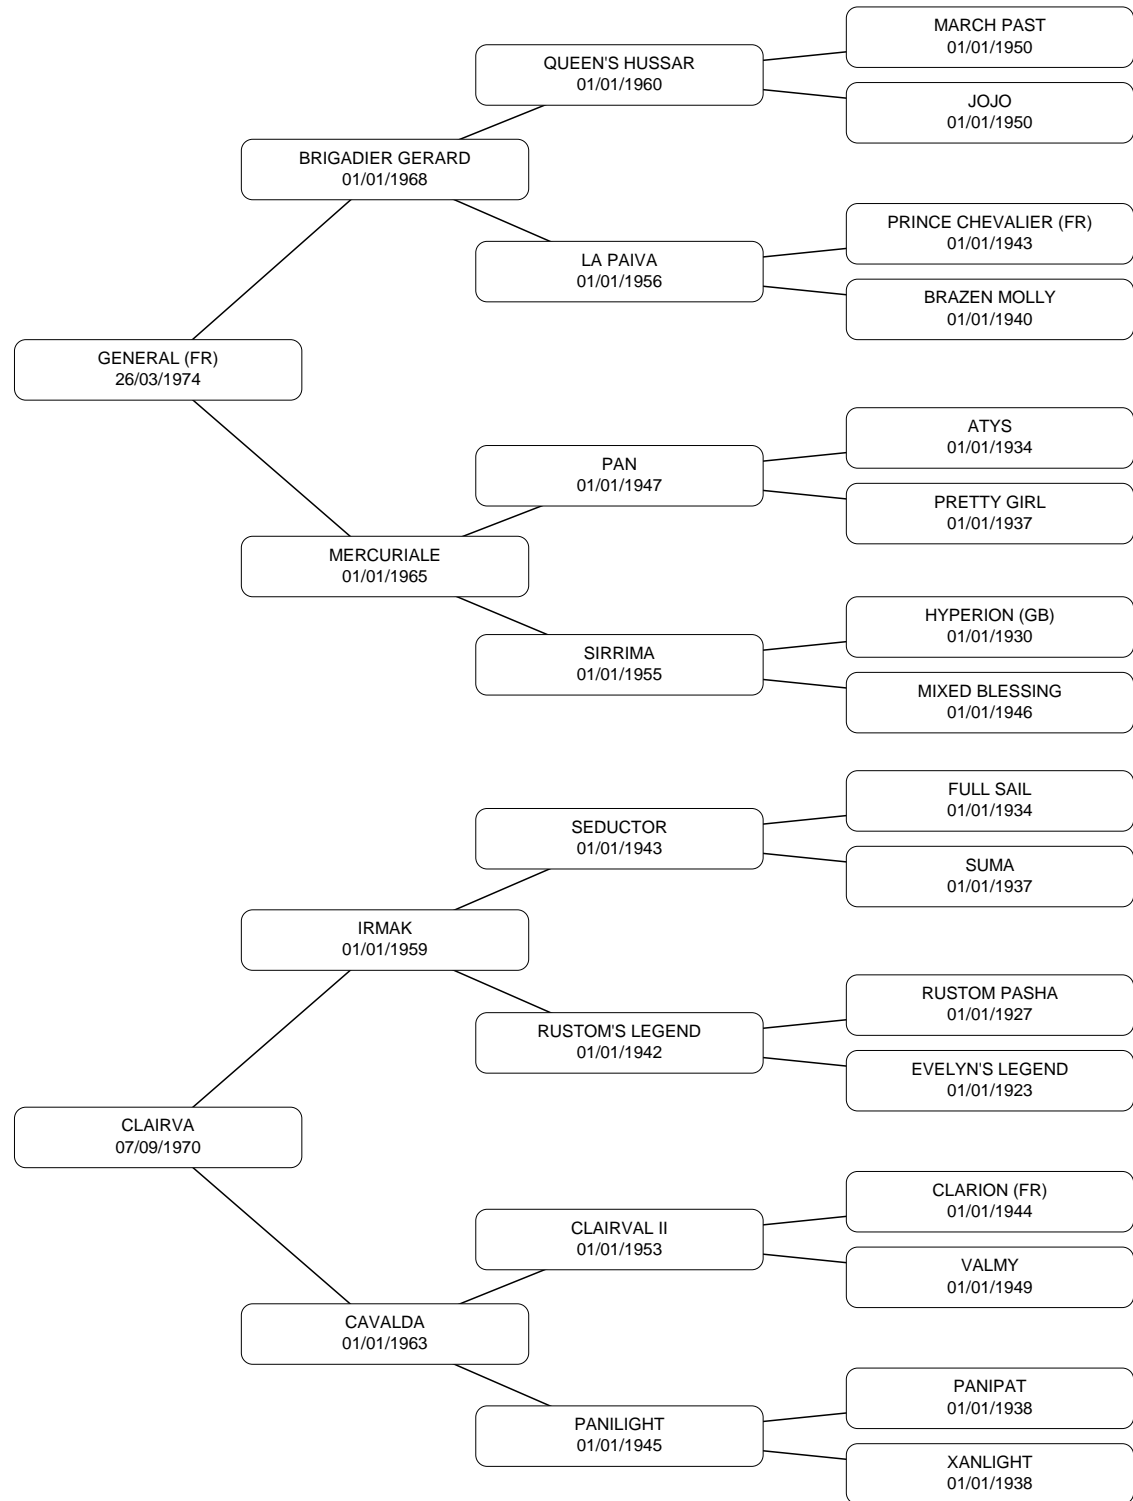 MARCH PAST
01/01/1950
QUEEN'S HUSSAR
01/01/1960
JOJO
01/01/1950
BRIGADIER GERARD
01/01/1968
PRINCE CHEVALIER (FR)
01/01/1943
LA PAIVA
01/01/1956
BRAZEN MOLLY
01/01/1940
GENERAL (FR)
26/03/1974
ATYS
01/01/1934
PAN
01/01/1947
PRETTY GIRL
01/01/1937
MERCURIALE
01/01/1965
HYPERION (GB)
01/01/1930
SIRRIMA
01/01/1955
MIXED BLESSING
01/01/1946
FULL SAIL
01/01/1934
SEDUCTOR
01/01/1943
SUMA
01/01/1937
IRMAK
01/01/1959
RUSTOM PASHA
01/01/1927
RUSTOM'S LEGEND
01/01/1942
EVELYN'S LEGEND
01/01/1923
CLAIRVA
07/09/1970
CLARION (FR)
01/01/1944
CLAIRVAL II
01/01/1953
VALMY
01/01/1949
CAVALDA
01/01/1963
PANIPAT
01/01/1938
PANILIGHT
01/01/1945
XANLIGHT
01/01/1938